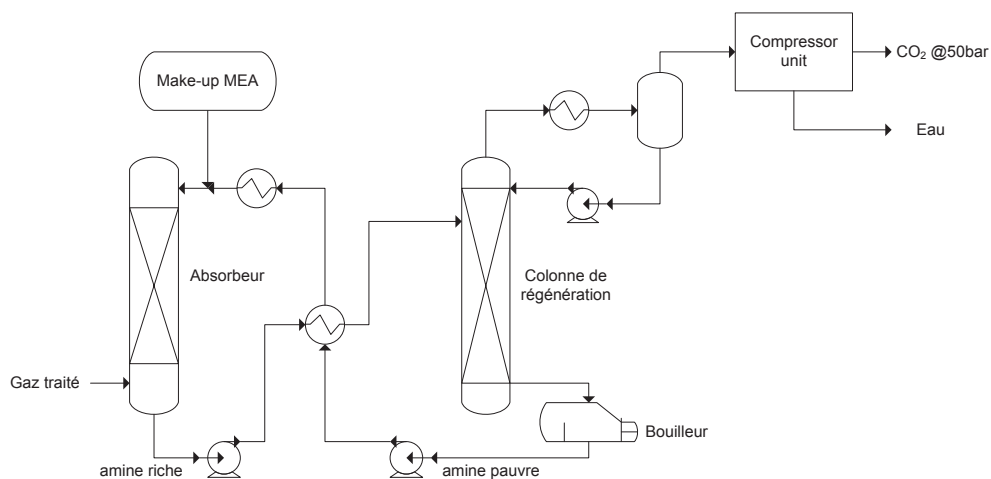 Make-up MEA
Compressor
unit
CO₂ @50bar
Eau
Absorbeur
Colonne de
régénération
Gaz traité
amine riche
amine pauvre
Bouilleur